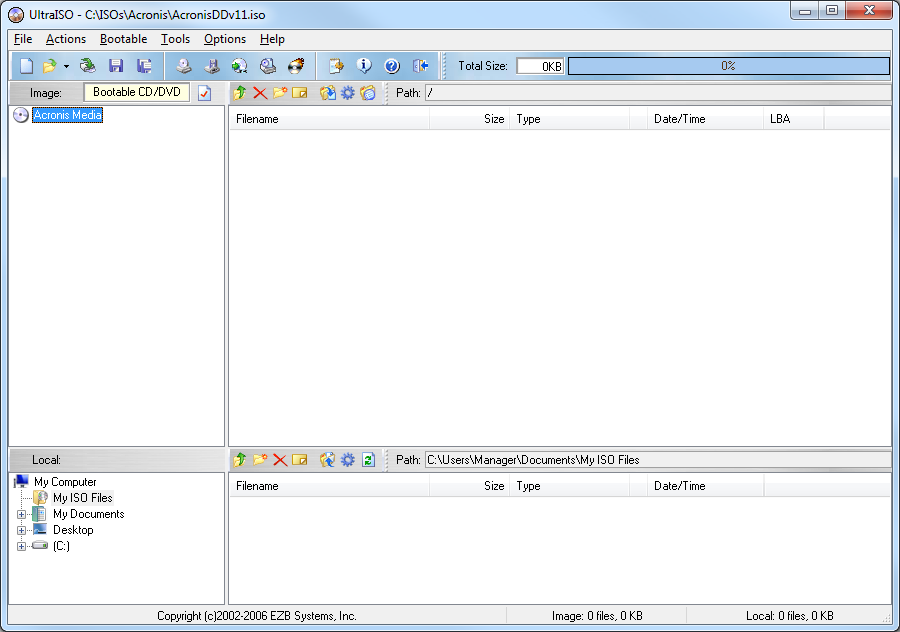 UltraISO - C:\ISOs\Acronis\AcronisDDv11.iso
File Actions Bootable Tools Options Help
Total Size: 0KB 0%
Image: Bootable CD/DVD Path: /
Acronis Media
Filename Size Type Date/Time LBA
Local: Path: C:\Users\Manager\Documents\My ISO Files
My Computer
My ISO Files
My Documents
Desktop
(C:)
Filename Size Type Date/Time
Copyright (c)2002-2006 EZB Systems, Inc. Image: 0 files, 0 KB Local: 0 files, 0 KB